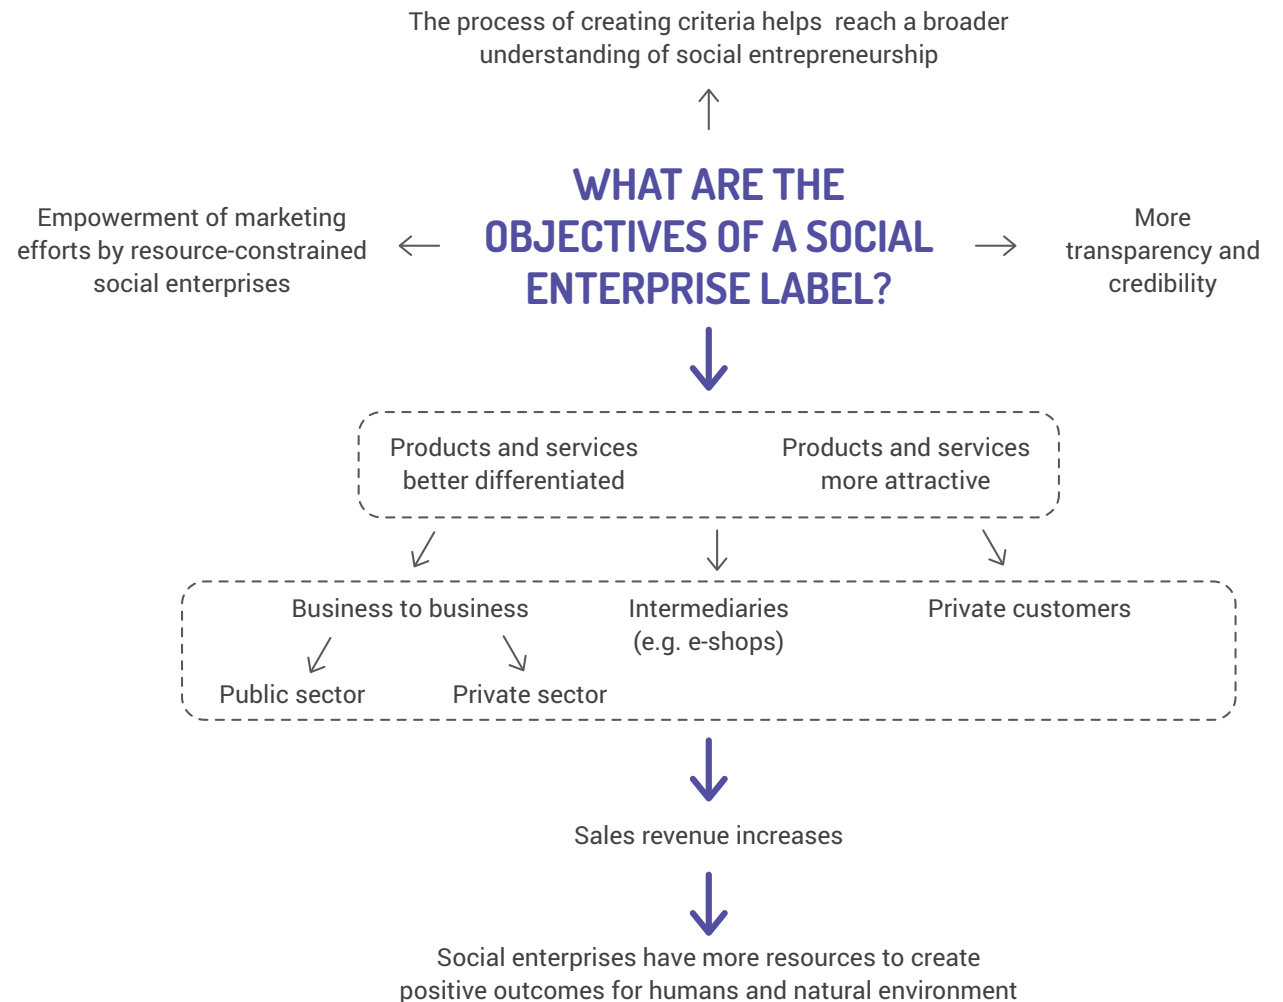 The process of creating criteria helps  reach a broader
understanding of social entrepreneurship
WHAT ARE THE
OBJECTIVES OF A SOCIAL
ENTERPRISE LABEL?
Empowerment of marketing
efforts by resource-constrained
social enterprises
More
transparency and
credibility
Products and services
better differentiated
Products and services
more attractive
Business to business
Intermediaries
(e.g. e-shops)
Private customers
Public sector
Private sector
Sales revenue increases
Social enterprises have more resources to create
positive outcomes for humans and natural environment